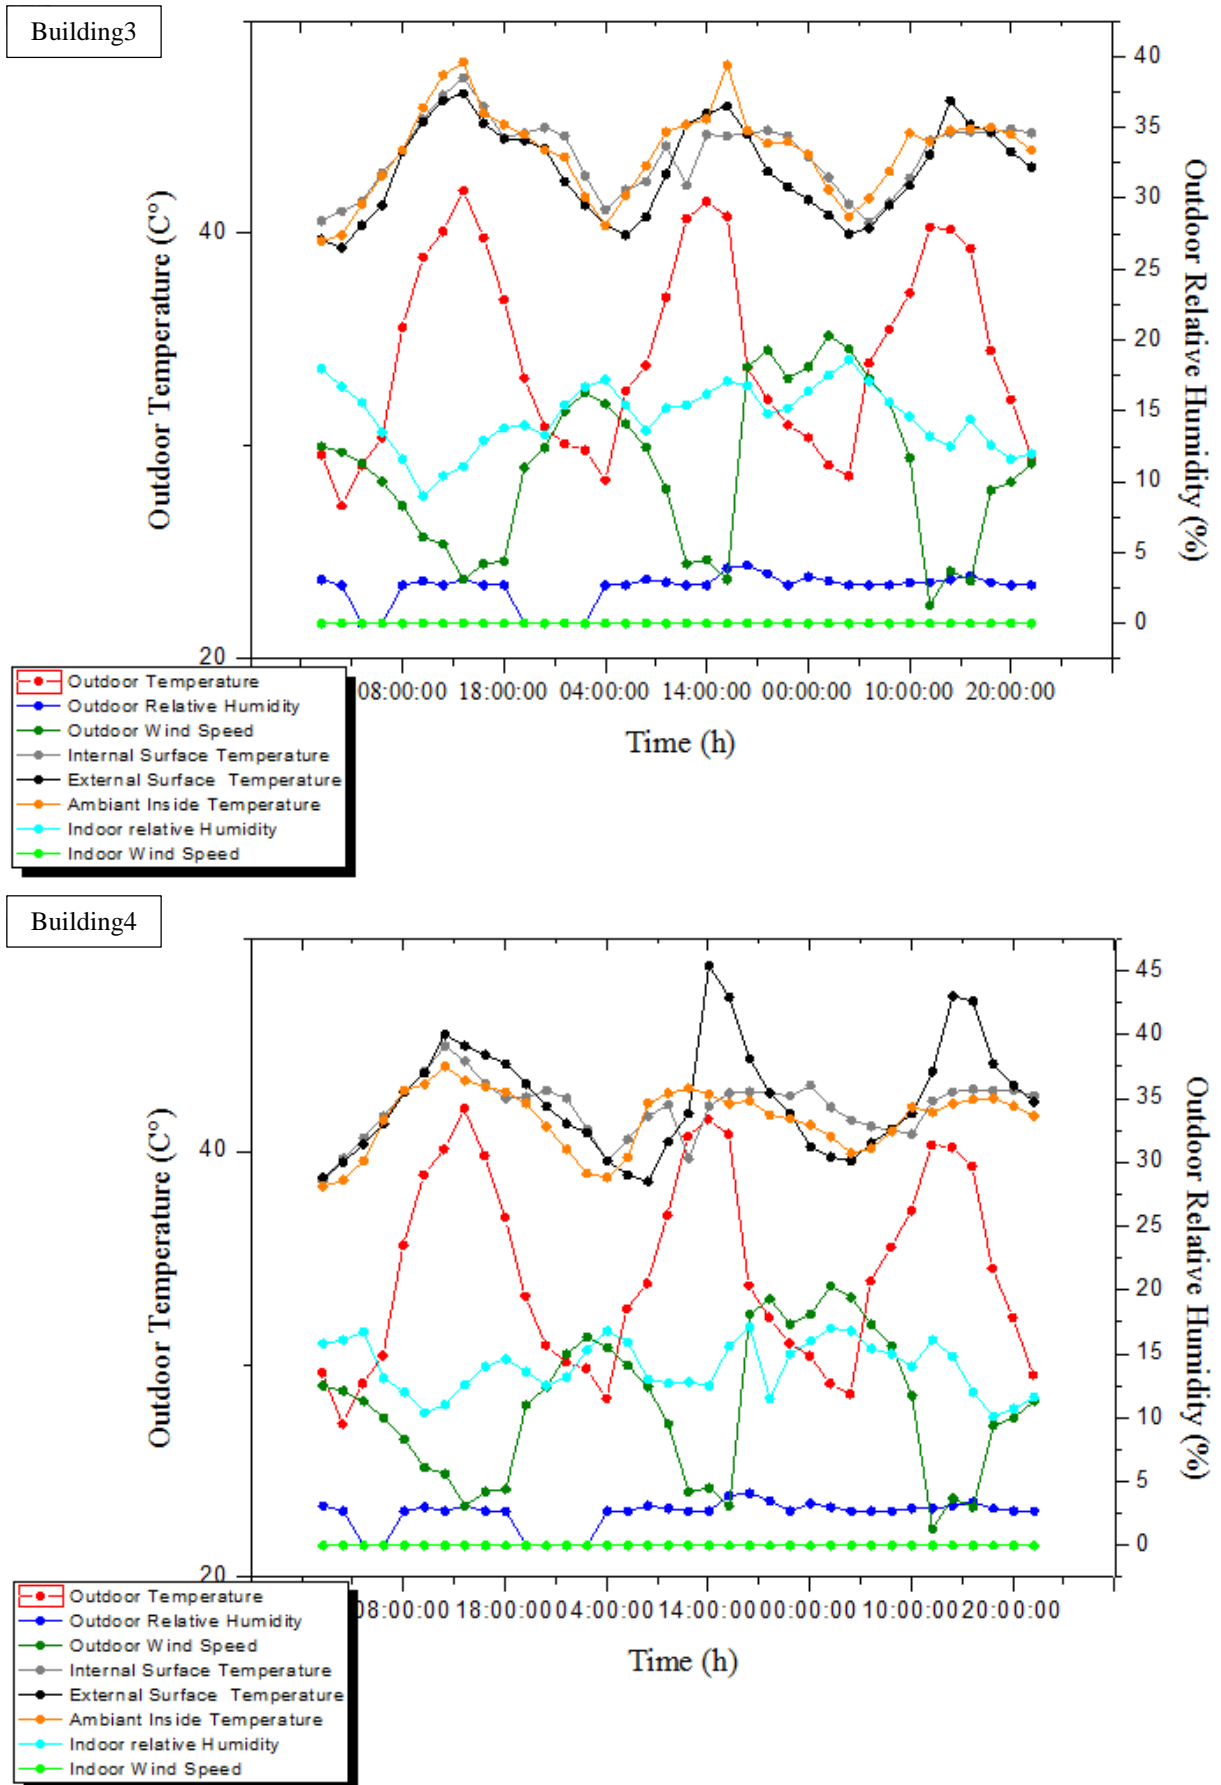 Building3
40
35
30
25
20
15
10
5
0
40
20
Outdoor Temperature (C°)
Outdoor Relative Humidity (%)
08:00:00 18:00:00 04:00:00 14:00:00 00:00:00 10:00:00 20:00:00
Time (h)
Outdoor Temperature
Outdoor Relative Humidity
Outdoor Wind Speed
Internal Surface Temperature
External Surface Temperature
Ambiant Inside Temperature
Indoor relative Humidity
Indoor Wind Speed
Building4
45
40
35
30
25
20
15
10
5
0
40
20
Outdoor Temperature (C°)
Outdoor Relative Humidity (%)
08:00:00 18:00:00 04:00:00 14:00:00 00:00:00 10:00:00 20:00:00
Time (h)
Outdoor Temperature
Outdoor Relative Humidity
Outdoor Wind Speed
Internal Surface Temperature
External Surface Temperature
Ambiant Inside Temperature
Indoor relative Humidity
Indoor Wind Speed